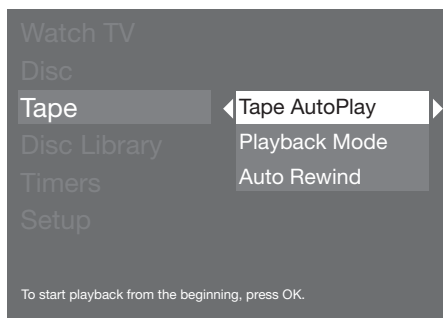 Watch TV
Disc
Tape
Tape AutoPlay
Disc Library
Playback Mode
Timers
Auto Rewind
Setup
To start playback from the beginning, press OK.